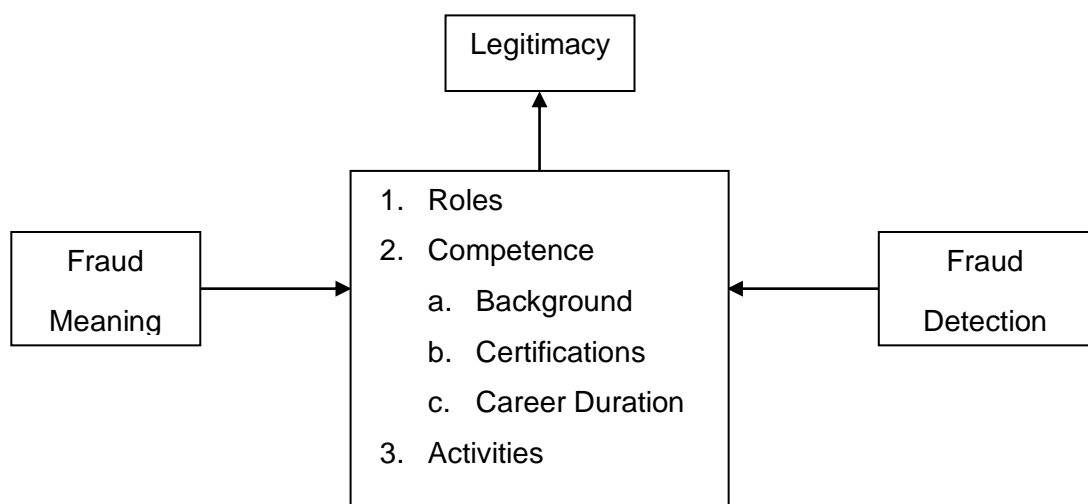 Legitimacy
Fraud
Meaning
1. Roles
2. Competence
a. Background
b. Certifications
c. Career Duration
3. Activities
Fraud
Detection